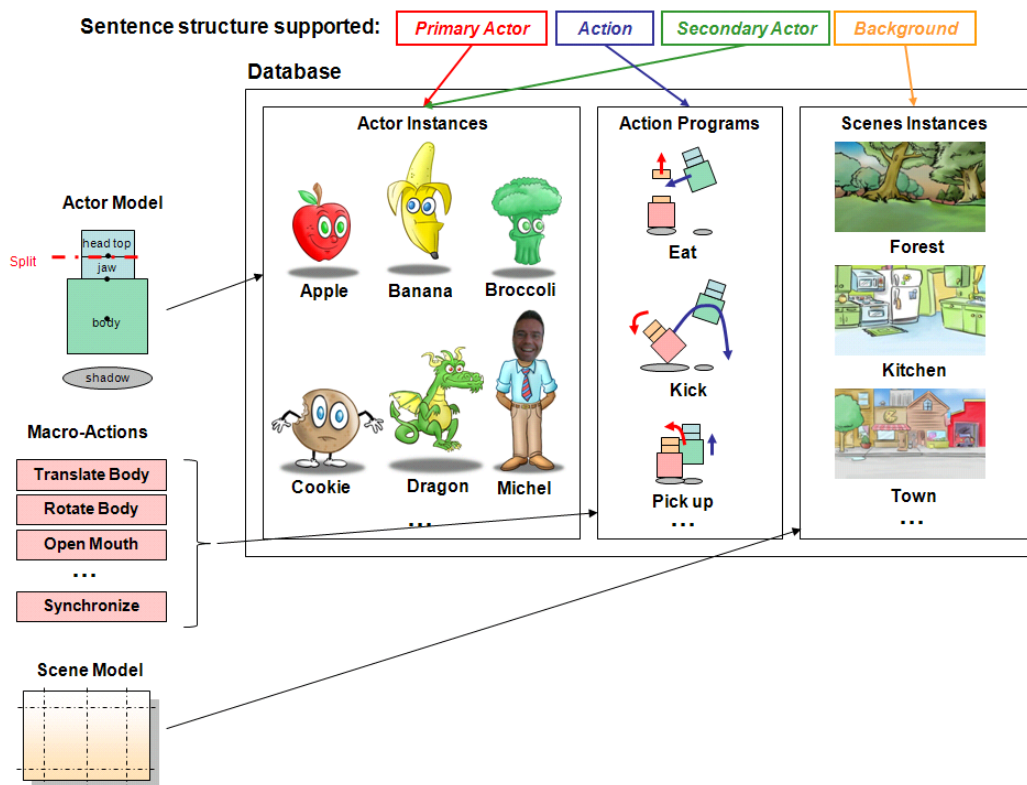 Sentence structure supported: Primary Actor Action Secondary Actor Background
Database
Actor Instances Action Programs Scenes Instances
Actor Model
head top
Split
jaw
body
shadow
Apple Banana Broccoli
Cookie Dragon Michel
...
Eat
Kick
Pick up
...
Forest
Kitchen
Town
...
Macro-Actions
Translate Body
Rotate Body
Open Mouth
...
Synchronize
Scene Model